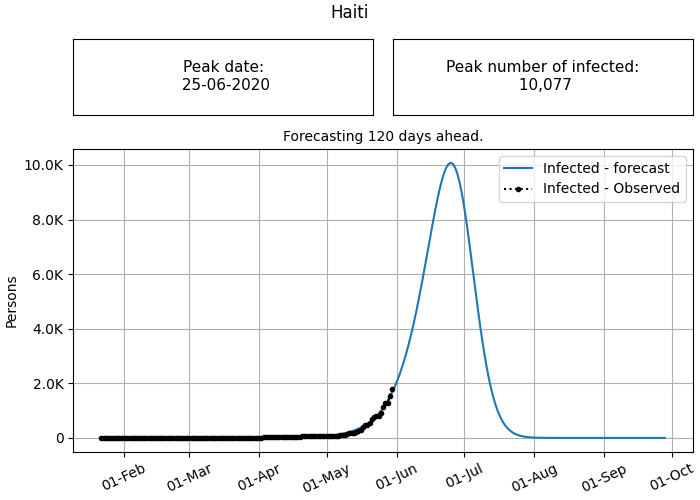 Haiti
Peak date:
25-06-2020
Peak number of infected:
10,077
Forecasting 120 days ahead.
Infected - forecast
Infected - Observed
Persons
10.0K
8.0K
6.0K
4.0K
2.0K
0
01-Feb
01-Mar
01-Apr
01-May
01-Jun
01-Jul
01-Aug
01-Sep
01-Oct